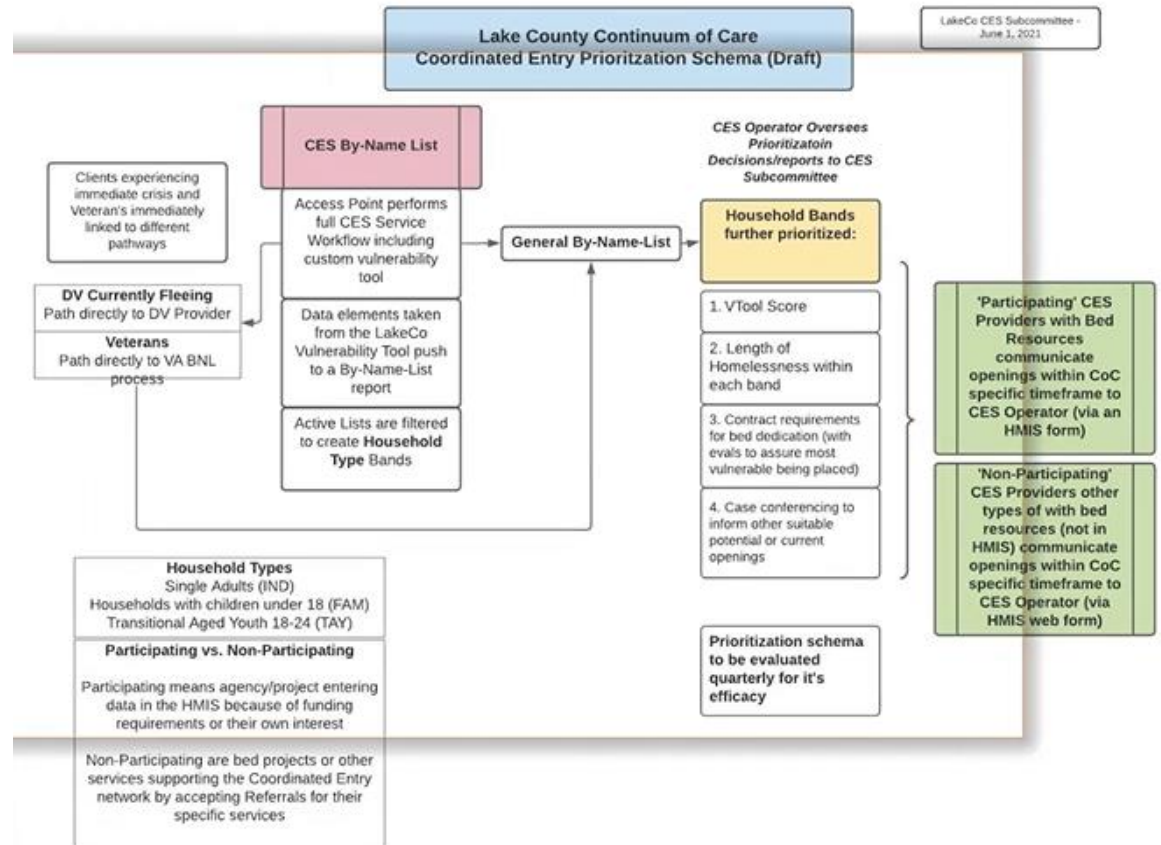 Lake County Continuum of Care
Coordinated Entry Prioritzation Schema (Draft)
LakeCo CES Subcommittee -
June 1, 2021
Clients experiencing
immediate crisis and
Veteran's immediately
linked to different
pathways
DV Currently Fleeing
Path directly to DV Provider
Veterans
Path directly to VA BNL
process
CES By-Name List
Access Point performs
full CES Service
Workflow including
custom vulnerability
tool
Data elements taken
from the LakeCo
Vulnerability Tool push
to a By-Name-List
report
Active Lists are filtered
to create Household
Type Bands
General By-Name-List
CES Operator Oversees
Prioritizatoin
Decisions/reports to CES
Subcommittee
Household Bands
further prioritized:
1. VTool Score
2. Length of
Homelessness within
each band
3. Contract requirements
for bed dedication (with
evals to assure most
vulnerable being placed)
4. Case conferencing to
inform other suitable
potential or current
openings
Prioritization schema
to be evaluated
quarterly for it's
efficacy
'Participating' CES
Providers with Bed
Resources
communicate
openings within CoC
specific timeframe to
CES Operator (via an
HMIS form)
'Non-Participating'
CES Providers other
types of with bed
resources (not in
HMIS) communicate
openings within CoC
specific timeframe to
CES Operator (via
HMIS web form)
Household Types
Single Adults (IND)
Households with children under 18 (FAM)
Transitional Aged Youth 18-24 (TAY)
Participating vs. Non-Participating
Participating means agency/project entering
data in the HMIS because of funding
requirements or their own interest
Non-Participating are bed projects or other
services supporting the Coordinated Entry
network by accepting Referrals for their
specific services